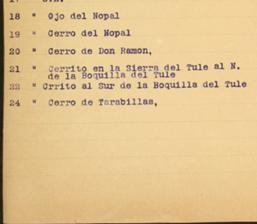 18 " Ojo del Nopal
19 " Cerro del Nopal
20 " Cerro de Don Ramon,
21 " Cerrito en la Sierra del Tule al N.
de la Boquilla del Tule
22 " Crrito al Sur de la Boquilla del Tule
24 " Cerro de Tarabillas,